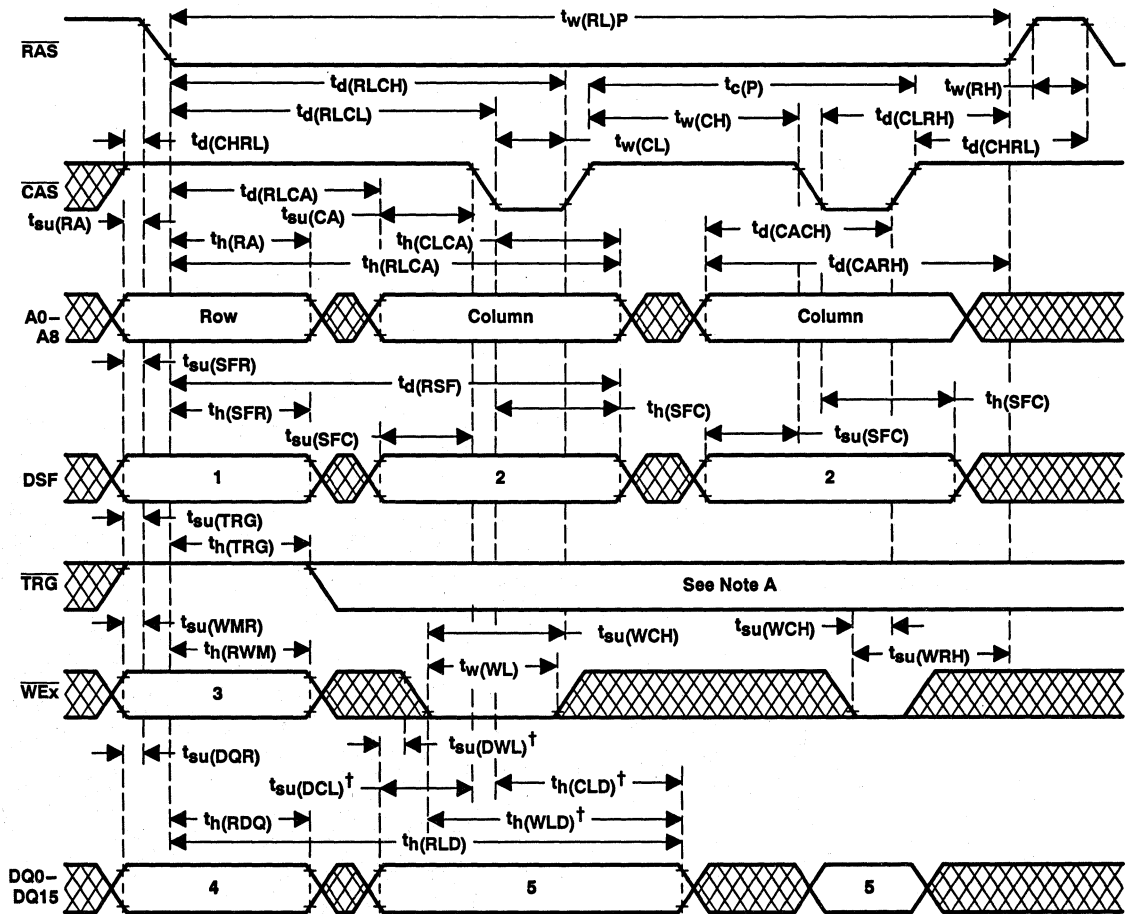 tw(RL)P
RAS
td(RLCH)
tc(P)
tw(RH)
td(RLCL)
tw(CH)
td(CLRH)
td(CHRL)
tw(CL)
td(CHRL)
CAS
td(RLCA)
tsu(RA)
tsu(CA)
th(RA)
th(CLCA)
td(CACH)
th(RLCA)
td(CARH)
A0–
A8
Row
Column
Column
tsu(SFR)
td(RSF)
th(SFR)
th(SFC)
th(SFC)
tsu(SFC)
tsu(SFC)
DSF
1
2
2
tsu(TRG)
th(TRG)
TRG
See Note A
tsu(WMR)
tsu(WCH)
tsu(WCH)
th(RWM)
tw(WL)
tsu(WRH)
WEx
3
tsu(DQR)
tsu(DWL)†
tsu(DCL)†
th(CLD)†
th(RDQ)
th(WLD)†
th(RLD)
DQ0–
DQ15
4
5
5